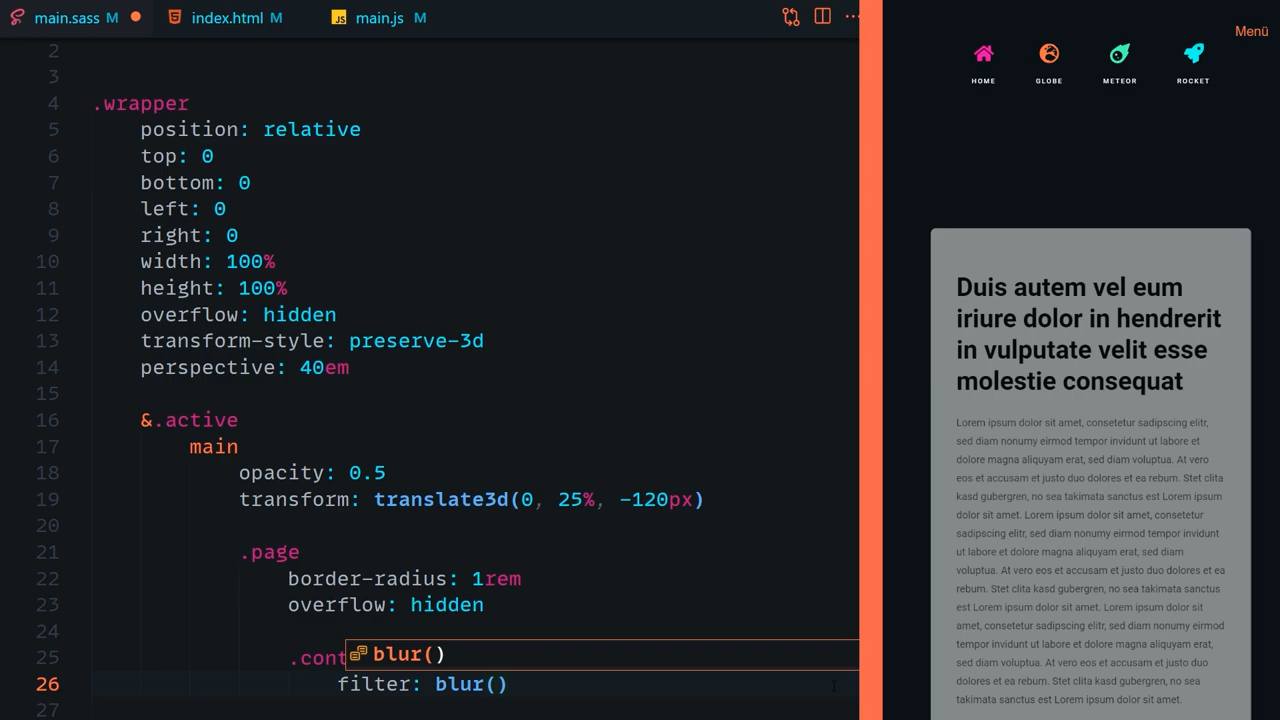 main.sass M
index.html M
JS main.js M
...
2
3
4 .wrapper
5 position: relative
6 top: 0
7 bottom: 0
8 left: 0
9 right: 0
10 width: 100%
11 height: 100%
12 overflow: hidden
13 transform-style: preserve-3d
14 perspective: 40em
15
16 &.active
17 main
18 opacity: 0.5
19 transform: translate3d(0, 25%, -120px)
20
21 .page
22 border-radius: 1rem
23 overflow: hidden
24
25 .cont
blur()
26 filter: blur()
27
Menü
HOME GLOBE METEOR ROCKET
Duis autem vel eum
iriure dolor in hendrerit
in vulputate velit esse
molestie consequat
Lorem ipsum dolor sit amet, consetetur sadipscing elitr,
sed diam nonumy eirmod tempor invidunt ut labore et
dolore magna aliquyam erat, sed diam voluptua. At vero
eos et accusam et justo duo dolores et ea rebum. Stet clita
kasd gubergren, no sea takimata sanctus est Lorem ipsum
dolor sit amet. Lorem ipsum dolor sit amet, consetetur
sadipscing elitr, sed diam nonumy eirmod tempor invidunt
ut labore et dolore magna aliquyam erat, sed diam
voluptua. At vero eos et accusam et justo duo dolores et ea
rebum. Stet clita kasd gubergren, no sea takimata sanctus
est Lorem ipsum dolor sit amet. Lorem ipsum dolor sit
amet, consetetur sadipscing elitr, sed diam nonumy eirmod
tempor invidunt ut labore et dolore magna aliquyam erat,
sed diam voluptua. At vero eos et accusam et justo duo
dolores et ea rebum. Stet clita kasd gubergren, no sea
takimata sanctus est Lorem ipsum dolor sit amet.